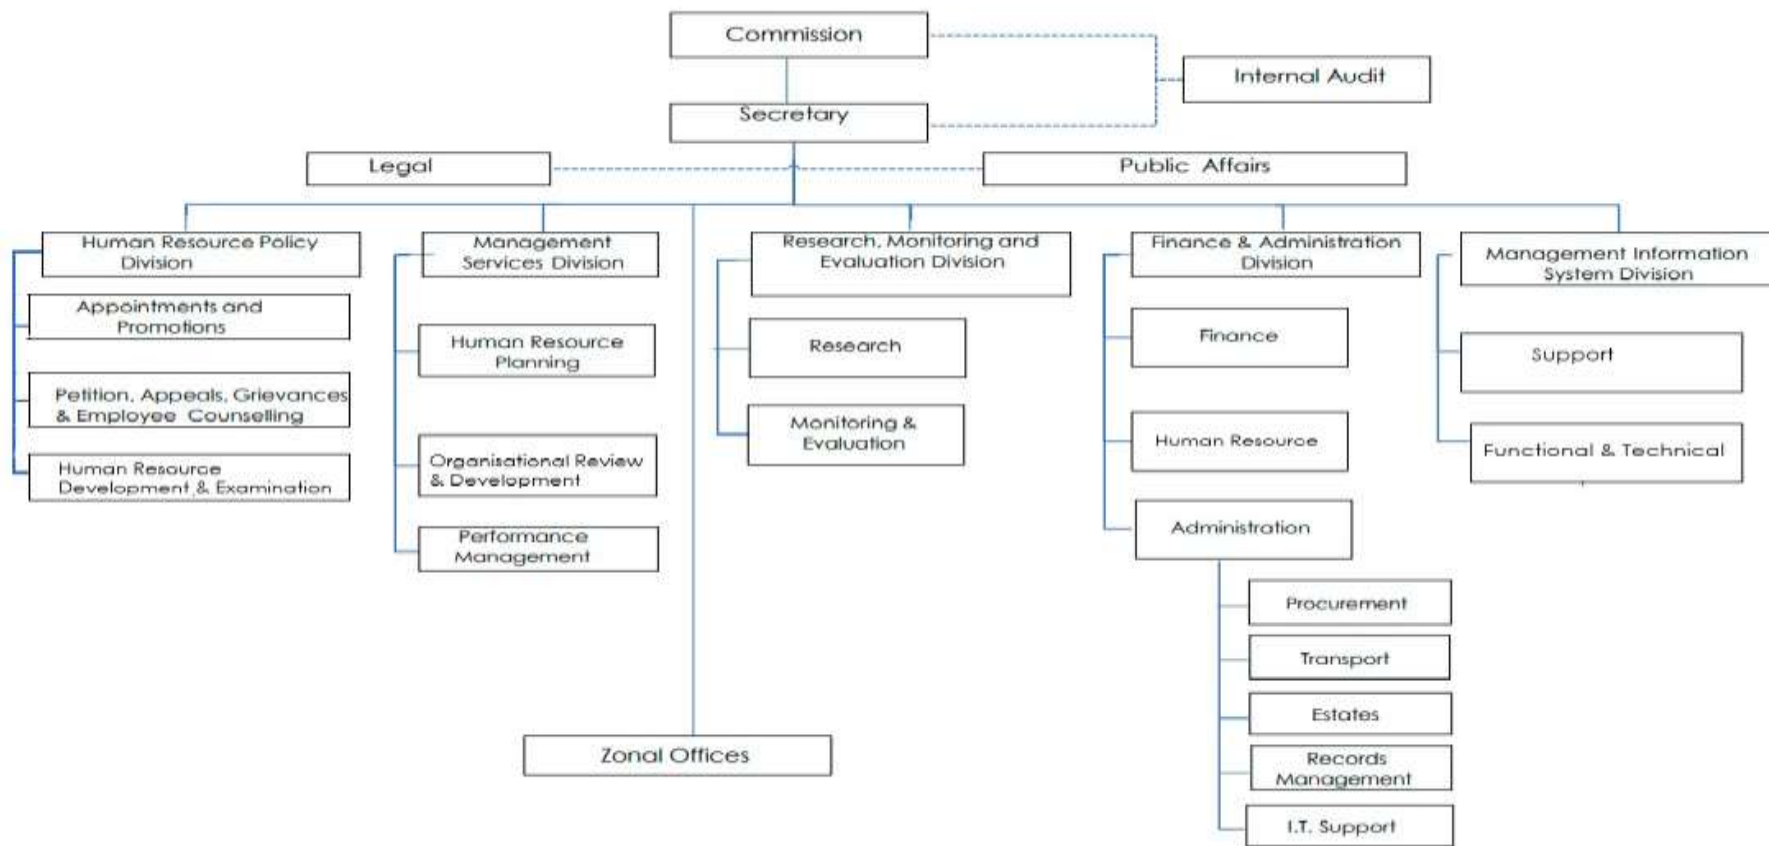 Commission
Internal Audit
Secretary
Legal
Public Affairs
Human Resource Policy
Division
Appointments and
Promotions
Petition, Appeals, Grievances
& Employee Counselling
Human Resource
Development & Examination
Management
Services Division
Human Resource
Planning
Organisational Review
& Development
Performance
Management
Zonal Offices
Research, Monitoring and
Evaluation Division
Research
Monitoring &
Evaluation
Finance & Administration
Division
Finance
Human Resource
Administration
Procurement
Transport
Estates
Records
Management
I.T. Support
Management Information
System Division
Support
Functional & Technical